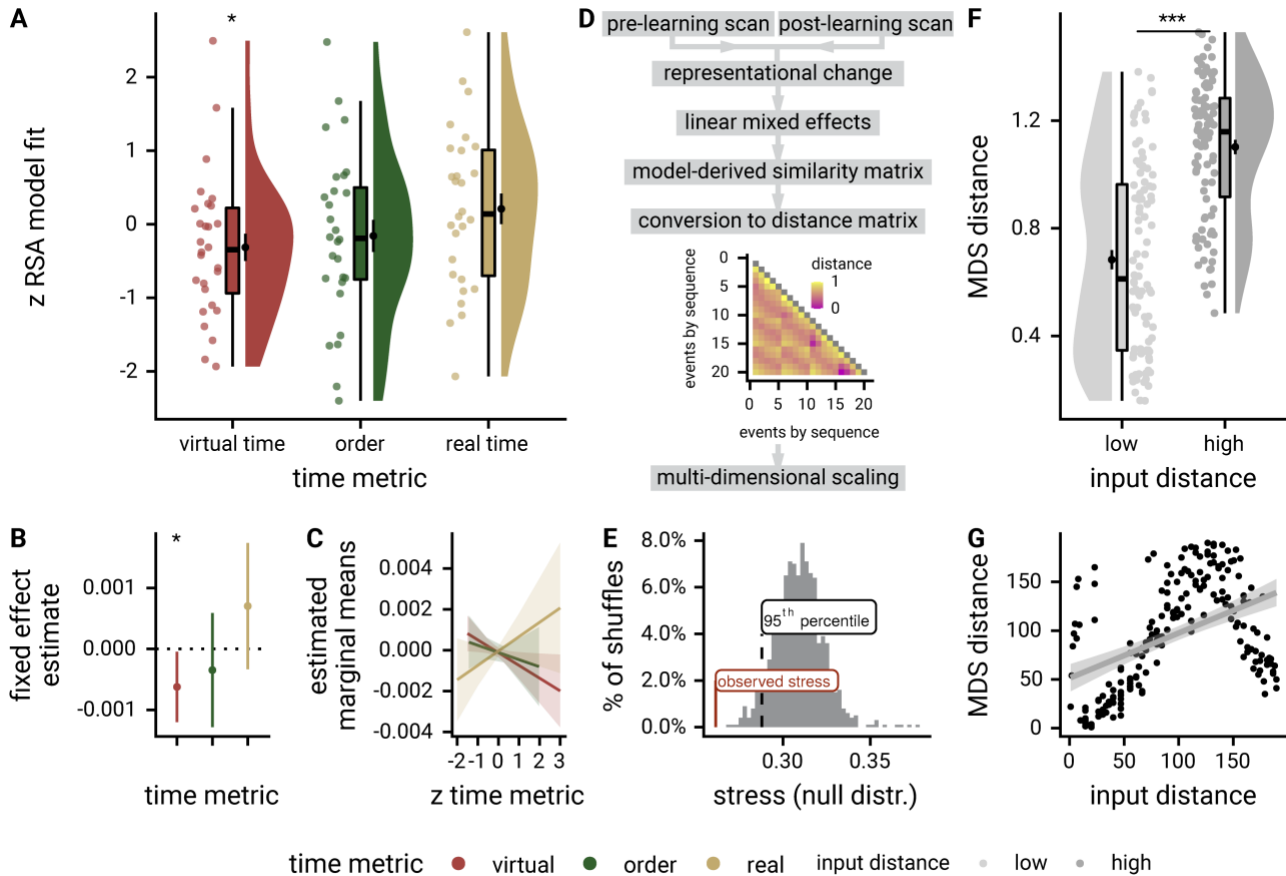 A
*
z RSA model fit
2
1
0
-1
-2
virtual time
order
real time
time metric
D
pre-learning scan
post-learning scan
representational change
linear mixed effects
model-derived similarity matrix
conversion to distance matrix
events by sequence
0
5
10
15
20
distance
1
0
0
5
10
15
20
events by sequence
multi-dimensional scaling
F
***
MDS distance
1.2
0.8
0.4
low
high
input distance
B
*
fixed effect
estimate
0.001
0.000
-0.001
time metric
C
estimated
marginal means
0.004
0.002
0.000
-0.002
-0.004
-2
-1
0
1
2
3
z time metric
E
% of shuffles
8.0%
6.0%
4.0%
2.0%
0.0%
95th percentile
observed stress
0.30
0.35
stress (null distr.)
G
MDS distance
150
100
50
0
0
50
100
150
input distance
time metric
virtual
order
real
input distance
low
high